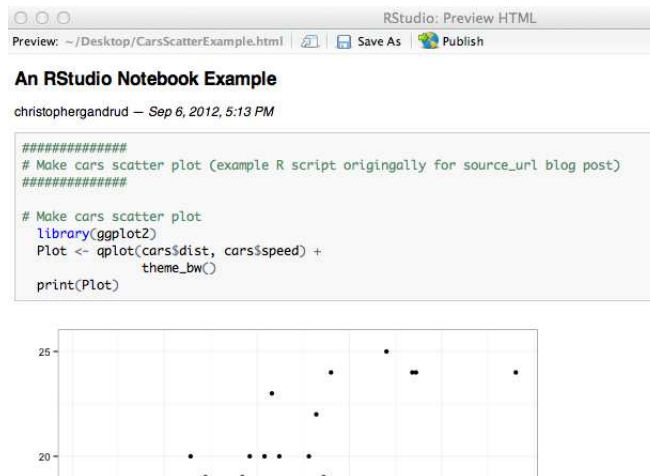 RStudio: Preview HTML
Preview: ~/Desktop/CarsScatterExample.html Save As Publish
An RStudio Notebook Example
christophergandrud — Sep 6, 2012, 5:13 PM
##############
# Make cars scatter plot (example R script origingally for source_url blog post)
##############
# Make cars scatter plot
library(ggplot2)
Plot <- qplot(cars$dist, cars$speed) +
theme_bw()
print(Plot)
25
20